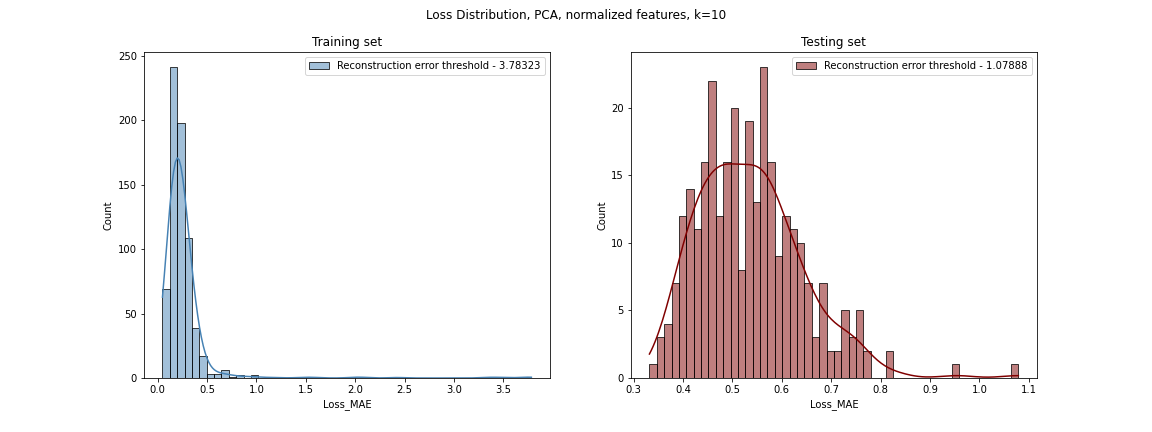 Loss Distribution, PCA, normalized features, k=10
Training set
Reconstruction error threshold - 3.78323
Count
250
200
150
100
50
0
0.0 0.5 1.0 1.5 2.0 2.5 3.0 3.5
Loss_MAE
Testing set
Reconstruction error threshold - 1.07888
Count
20
15
10
5
0
0.3 0.4 0.5 0.6 0.7 0.8 0.9 1.0 1.1
Loss_MAE